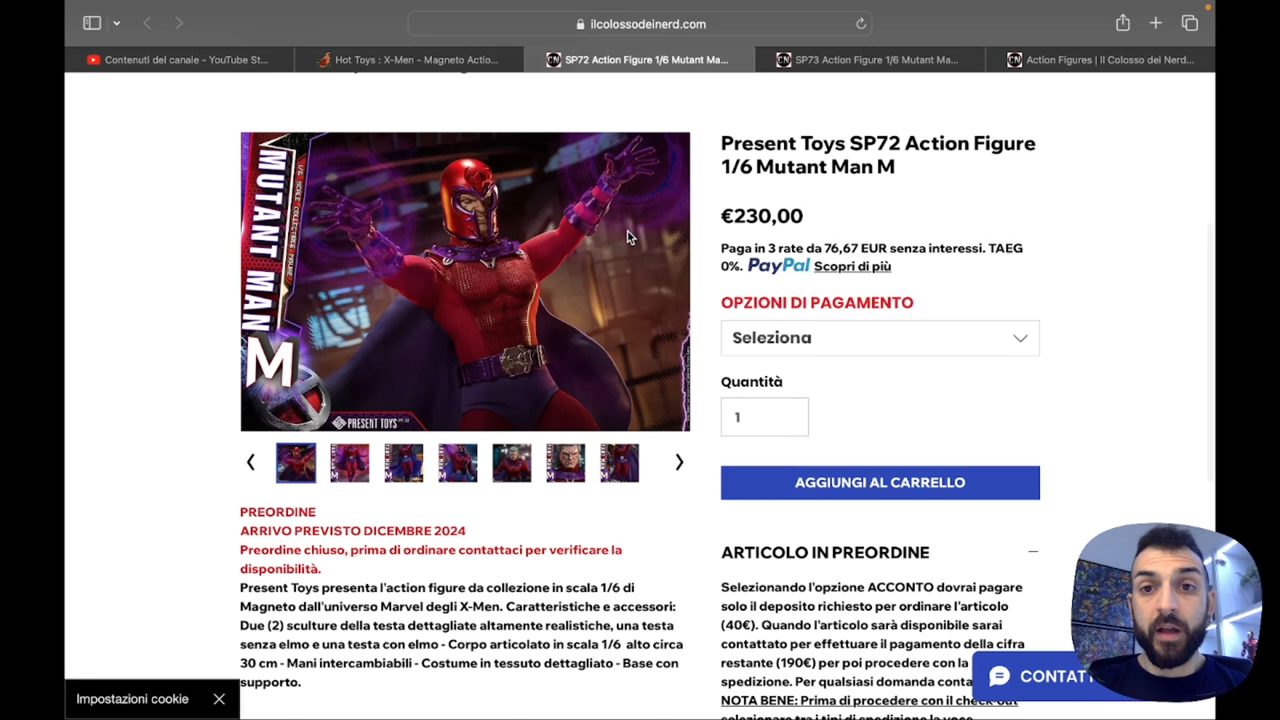 ilcolossodeinerd.com
Contenuti del canale - YouTube St...
Hot Toys : X-Men - Magneto Actio...
SP72 Action Figure 1/6 Mutant Ma...
SP73 Action Figure 1/6 Mutant Ma...
Action Figures | Il Colosso dei Nerd...
MUTANT MAN
M
1/6 SCALE COLLECTIBLE FIGURE
PRESENT TOYS
Present Toys SP72 Action Figure
1/6 Mutant Man M
€230,00
Paga in 3 rate da 76,67 EUR senza interessi. TAEG
0%. PayPal Scopri di più
OPZIONI DI PAGAMENTO
Seleziona
Quantità
1
AGGIUNGI AL CARRELLO
PREORDINE
ARRIVO PREVISTO DICEMBRE 2024
Preordine chiuso, prima di ordinare contattaci per verificare la
disponibilità.
Present Toys presenta l'action figure da collezione in scala 1/6 di
Magneto dall'universo Marvel degli X-Men. Caratteristiche e accessori:
Due (2) sculture della testa dettagliate altamente realistiche, una testa
senza elmo e una testa con elmo - Corpo articolato in scala 1/6 alto circa
30 cm - Mani intercambiabili - Costume in tessuto dettagliato - Base con
supporto.
ARTICOLO IN PREORDINE
Selezionando l'opzione ACCONTO dovrai pagare
solo il deposito richiesto per ordinare l'articolo
(40€). Quando l'articolo sarà disponibile sarai
contattato per effettuare il pagamento della cifra
restante (190€) per poi procedere con la
spedizione. Per qualsiasi domanda
NOTA BENE: Prima di procedere con il check-out
CONTATT
Impostazioni cookie